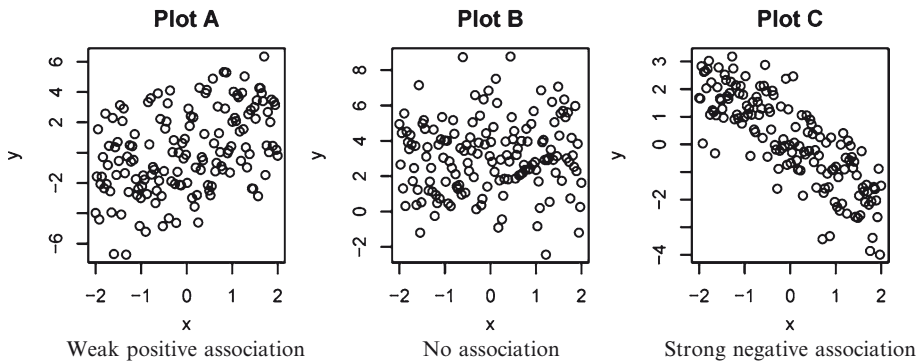 Plot A
Plot B
Plot C
y
6
4
2
−2
−6
−2
−1
0
1
2
x
y
8
6
4
2
0
−2
−2
−1
0
1
2
x
y
3
2
1
0
−2
−4
−2
−1
0
1
2
x
Weak positive association
No association
Strong negative association